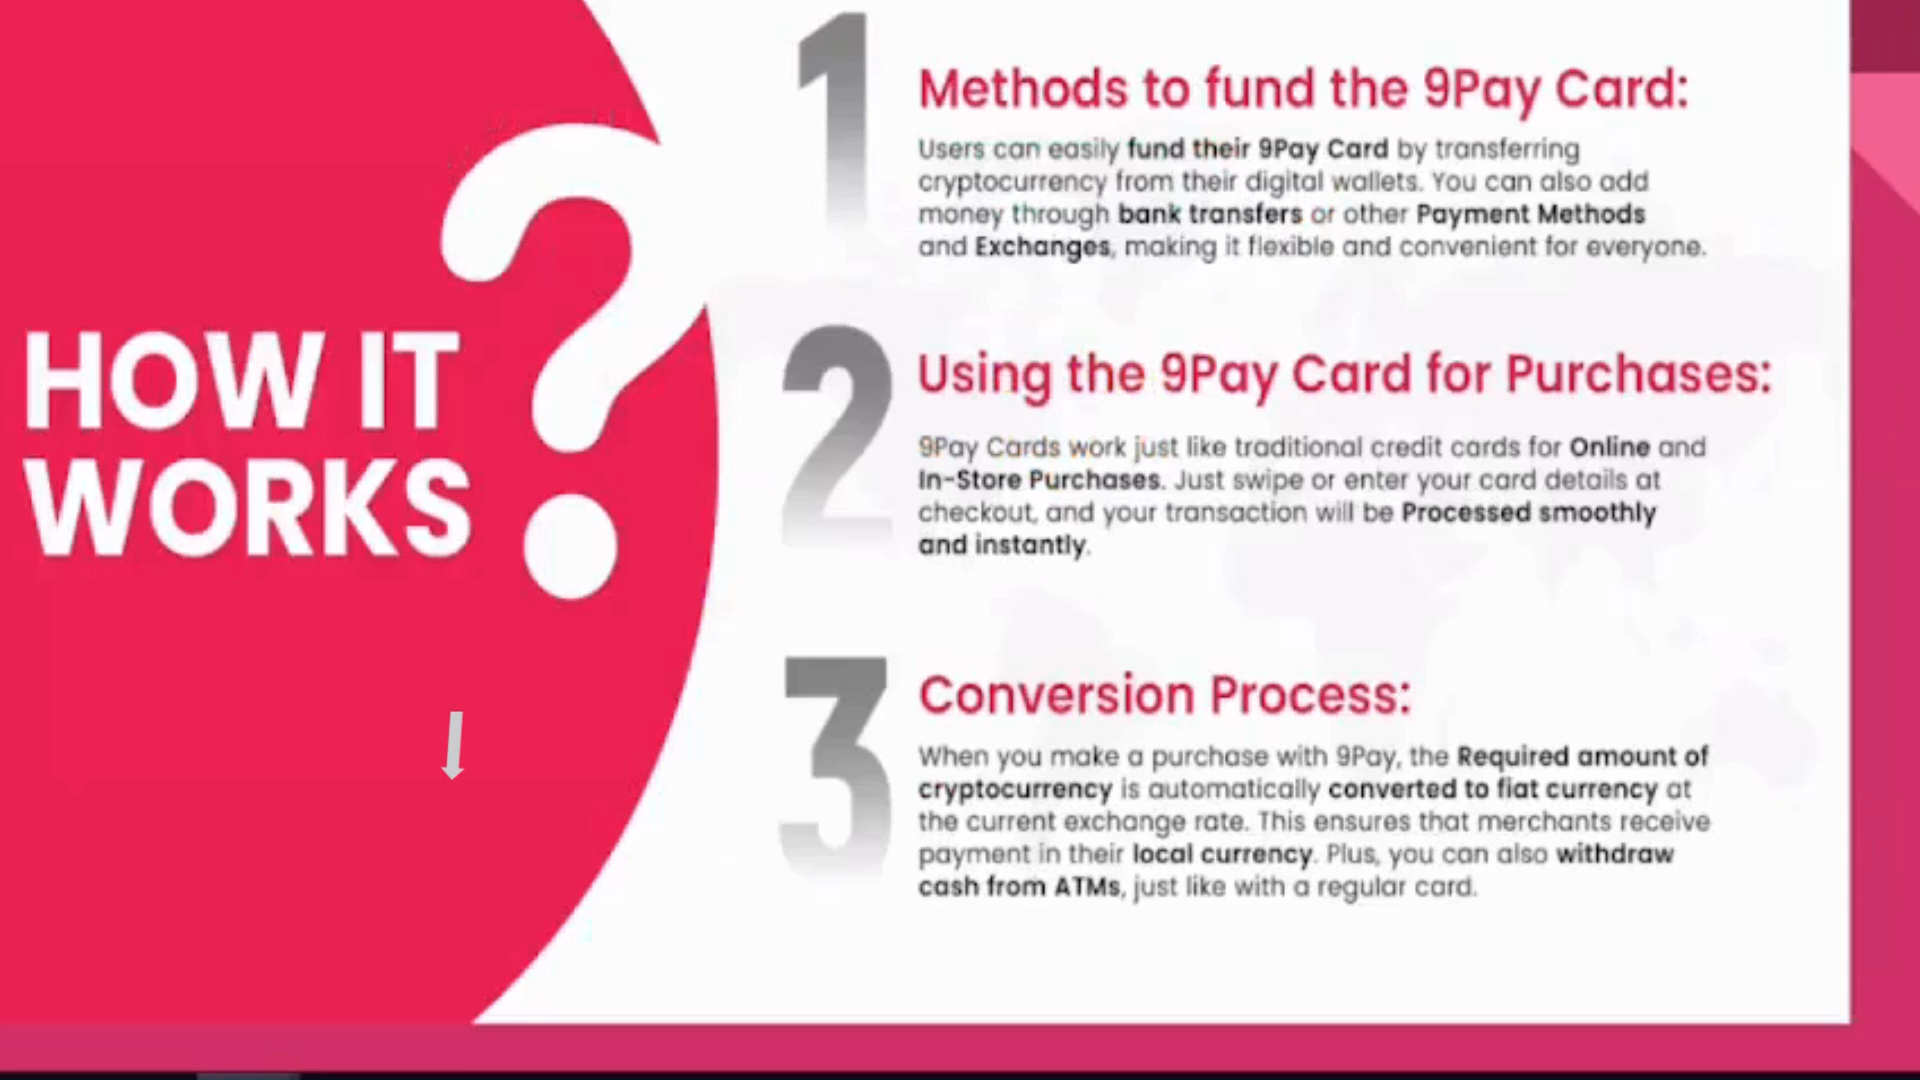 HOW IT
WORKS
?
1
Methods to fund the 9Pay Card:
Users can easily fund their 9Pay Card by transferring
cryptocurrency from their digital wallets. You can also add
money through bank transfers or other Payment Methods
and Exchanges, making it flexible and convenient for everyone.
2
Using the 9Pay Card for Purchases:
9Pay Cards work just like traditional credit cards for Online and
In-Store Purchases. Just swipe or enter your card details at
checkout, and your transaction will be Processed smoothly
and instantly.
3
Conversion Process:
When you make a purchase with 9Pay, the Required amount of
cryptocurrency is automatically converted to fiat currency at
the current exchange rate. This ensures that merchants receive
payment in their local currency. Plus, you can also withdraw
cash from ATMs, just like with a regular card.